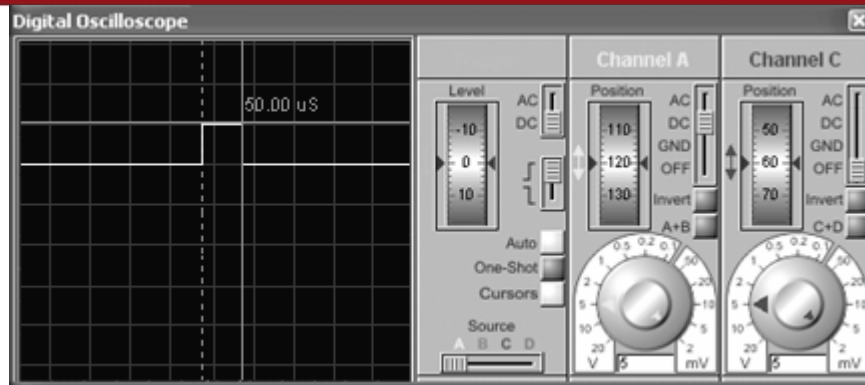 Digital Oscilloscope
Channel A
Channel C
50.00 uS
Level
AC
DC
-10
0
10
Auto
One-Shot
Cursors
Source
A B C D
Position
AC
DC
GND
OFF
110
120
130
Invert
A+B
20 10 5 2 1 0.5 0.2 0.1 50 20 10 5 2
V 5 mV
Position
AC
DC
GND
OFF
50
60
70
Invert
C+D
20 10 5 2 1 0.5 0.2 0.1 50 20 10 5 2
V 5 mV